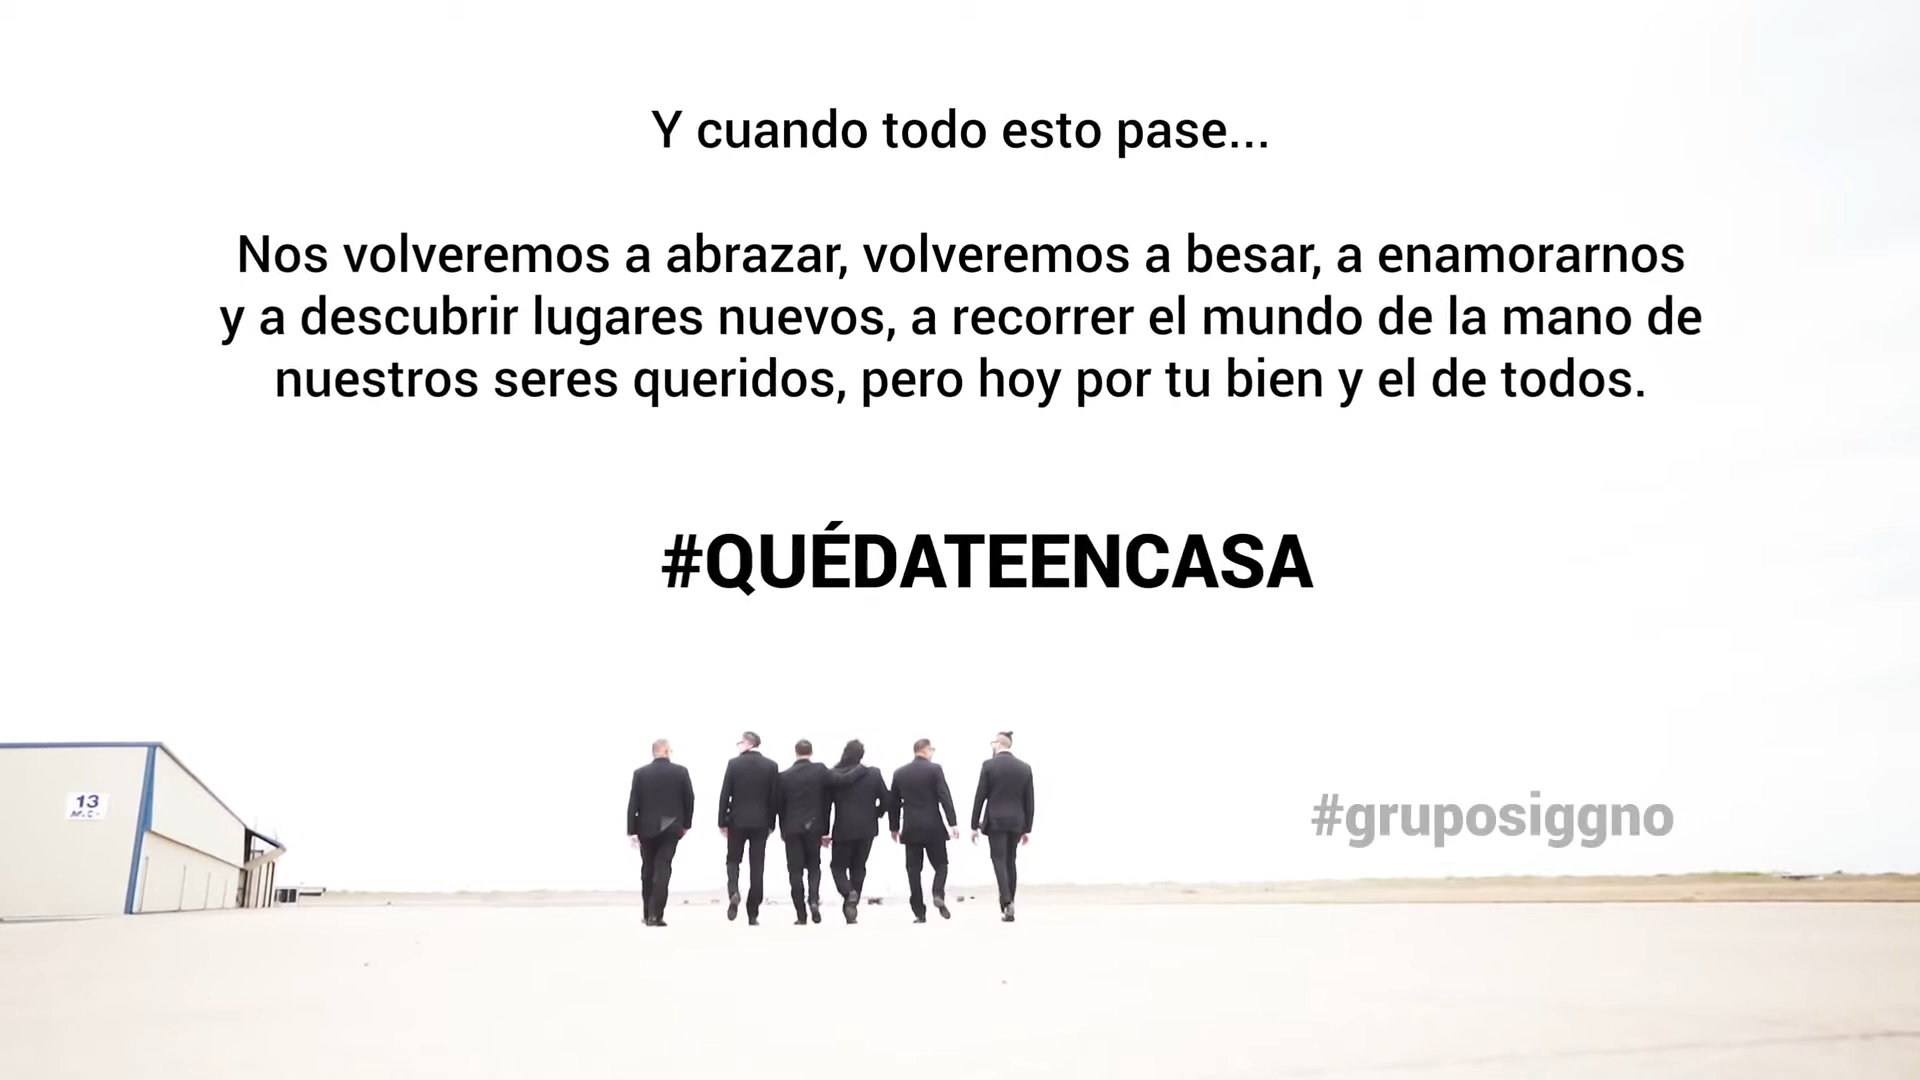 Y cuando todo esto pase...
Nos volveremos a abrazar, volveremos a besar, a enamorarnos
y a descubrir lugares nuevos, a recorrer el mundo de la mano de
nuestros seres queridos, pero hoy por tu bien y el de todos.
#QUÉDATEENCASA
13
#gruposiggno